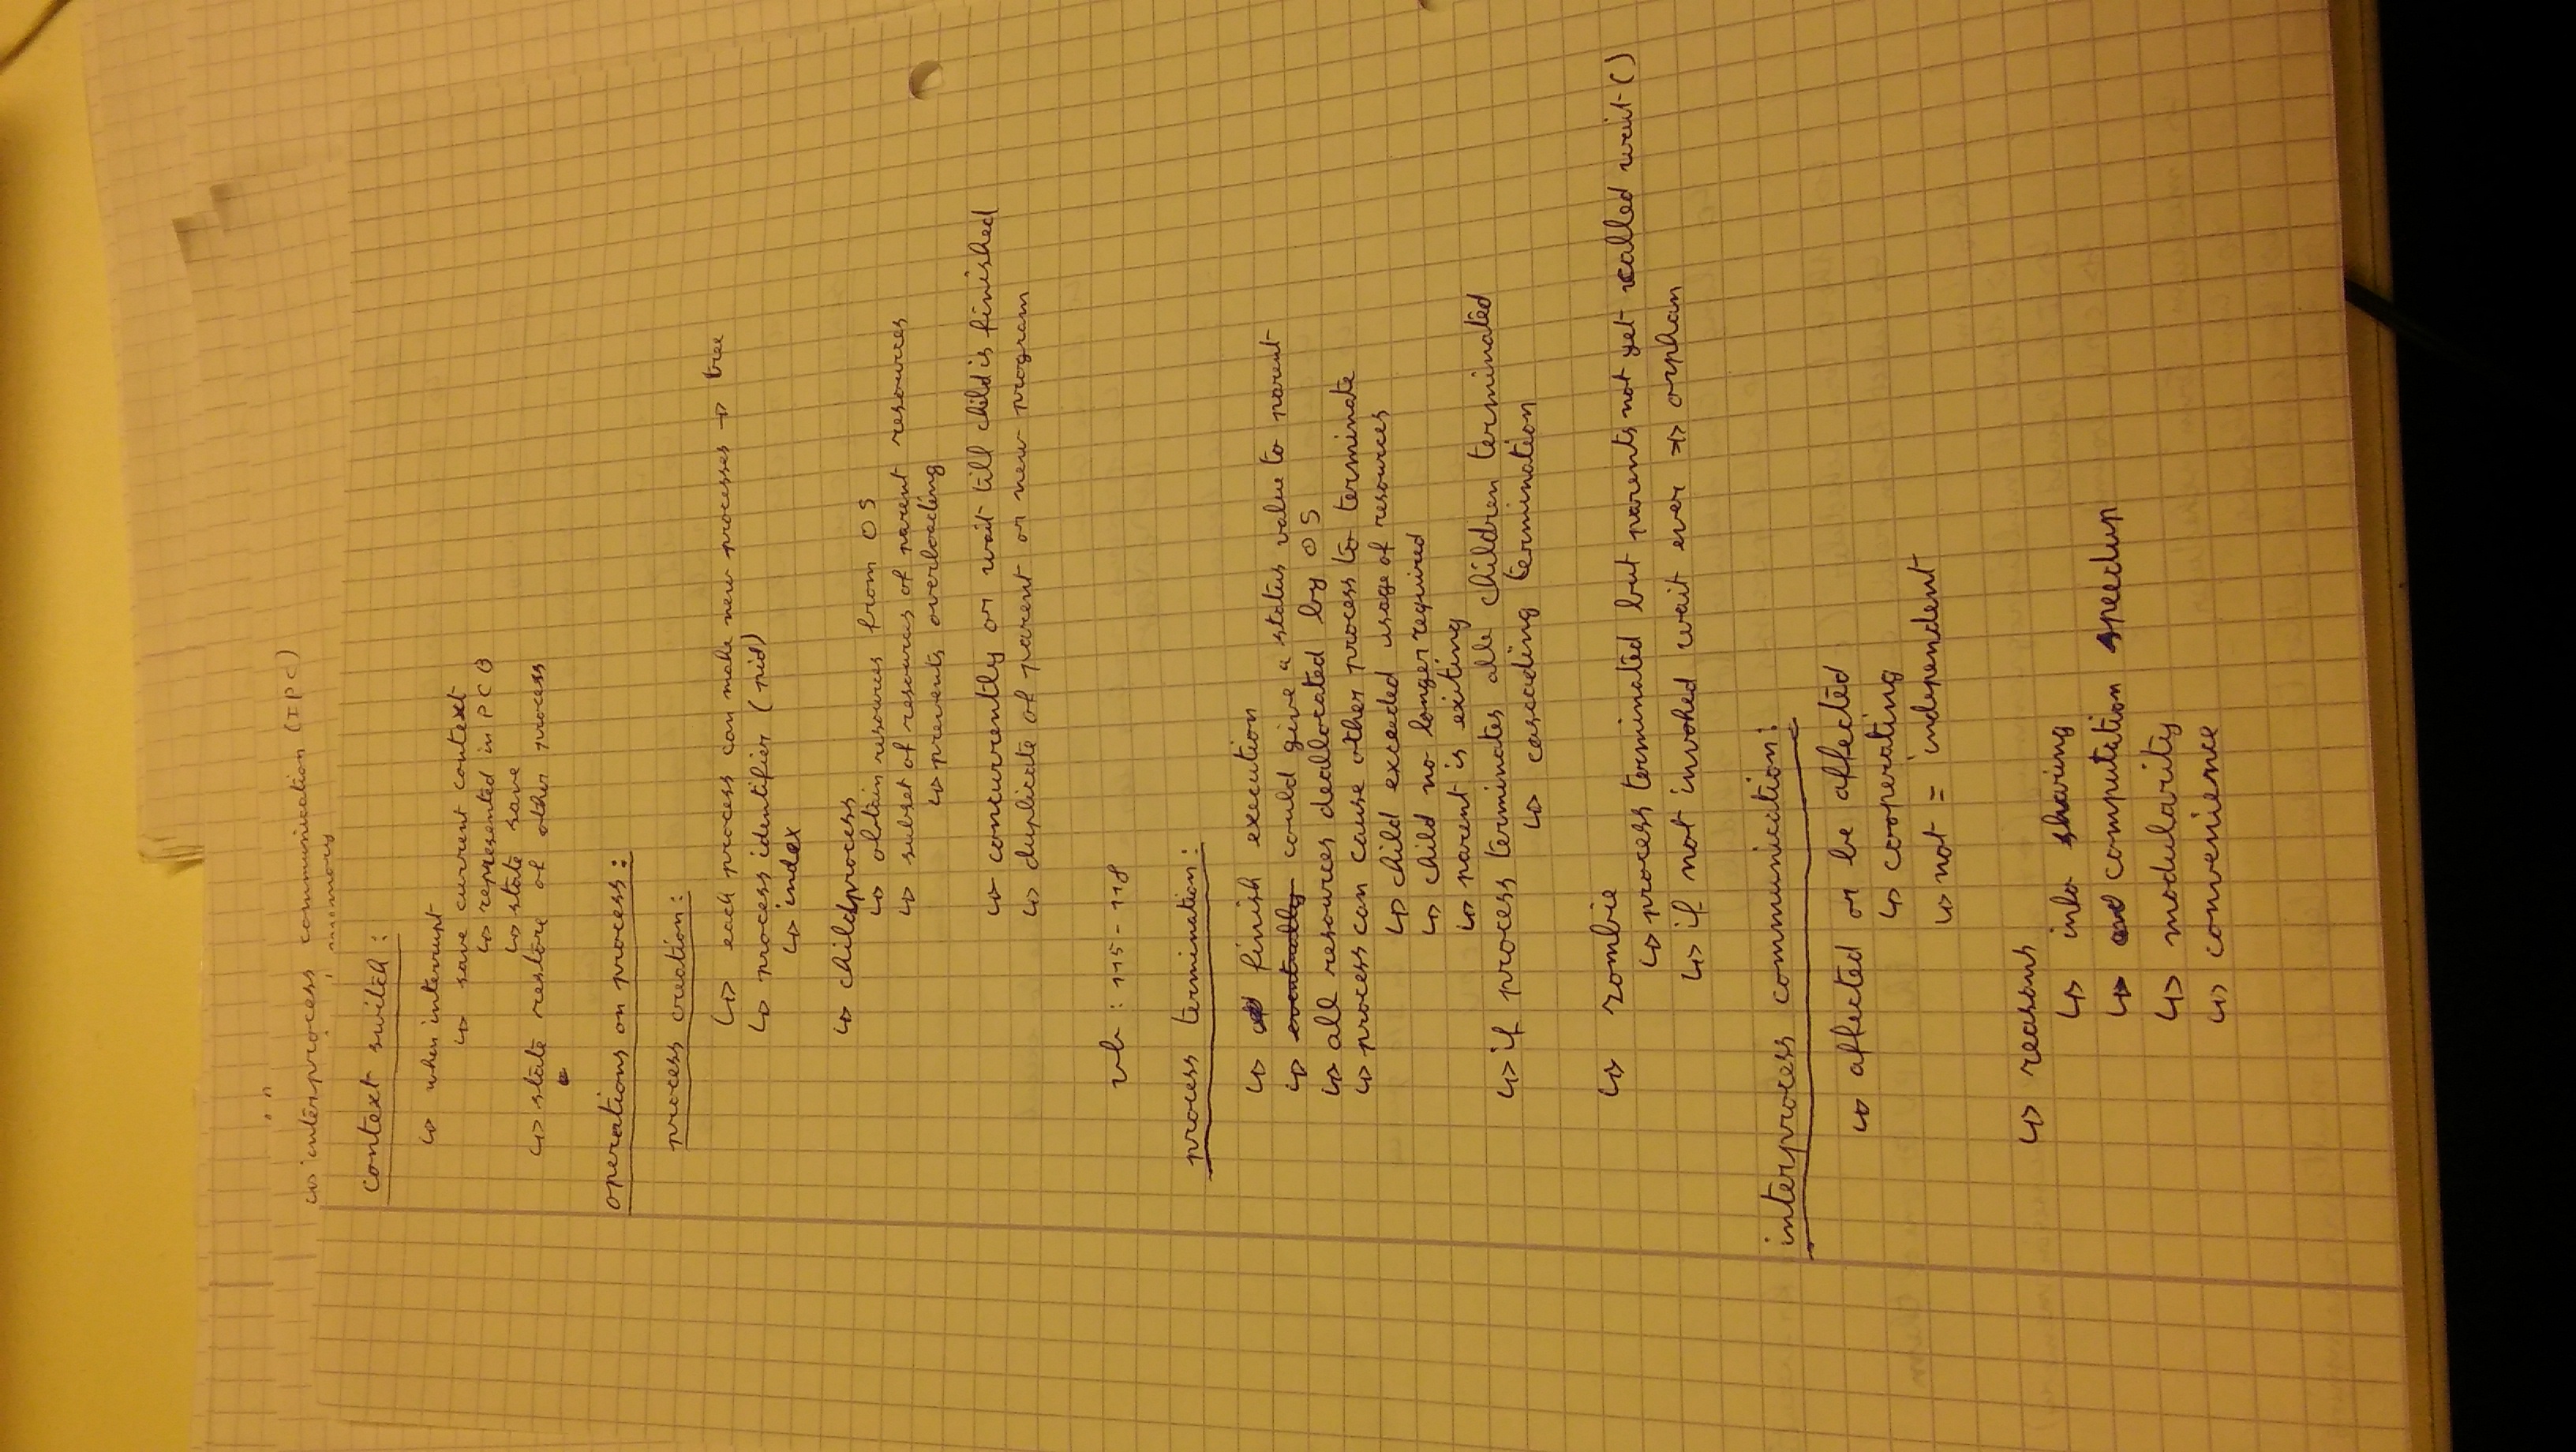 ↳ interprocess communication (IPC)
memory
context switch :
↳ when interrupt
↳ save current context
↳ represented in PCB
↳ state save
↳ state restore of other process
operations on process :
process creation :
↳ each process can make new processes → tree
↳ process identifier (pid)
↳ index
↳ childprocess
↳ obtain resources from OS
↳ subset of resources of parent resources
↳ prevents overloading
↳ concurrently or wait till child is finished
↳ duplicate of parent or new program
vb : 115 - 118
process termination :
↳ finish execution
↳ eventually could give a status value to parent
↳ all resources deallocated by OS
↳ process can cause other process to terminate
↳ child exceeded usage of resources
↳ child no longer required
↳ parent is exiting
↳ if process terminates alle children terminated
↳ cascading termination
↳ zombie
↳ process terminated but parents not yet called wait()
↳ if not invoked wait ever → orphan
interprocess communication :
↳ affected or be affected
↳ cooperating
↳ not = independent
↳ reasons
↳ info sharing
↳ computation speedup
↳ modularity
↳ convenience